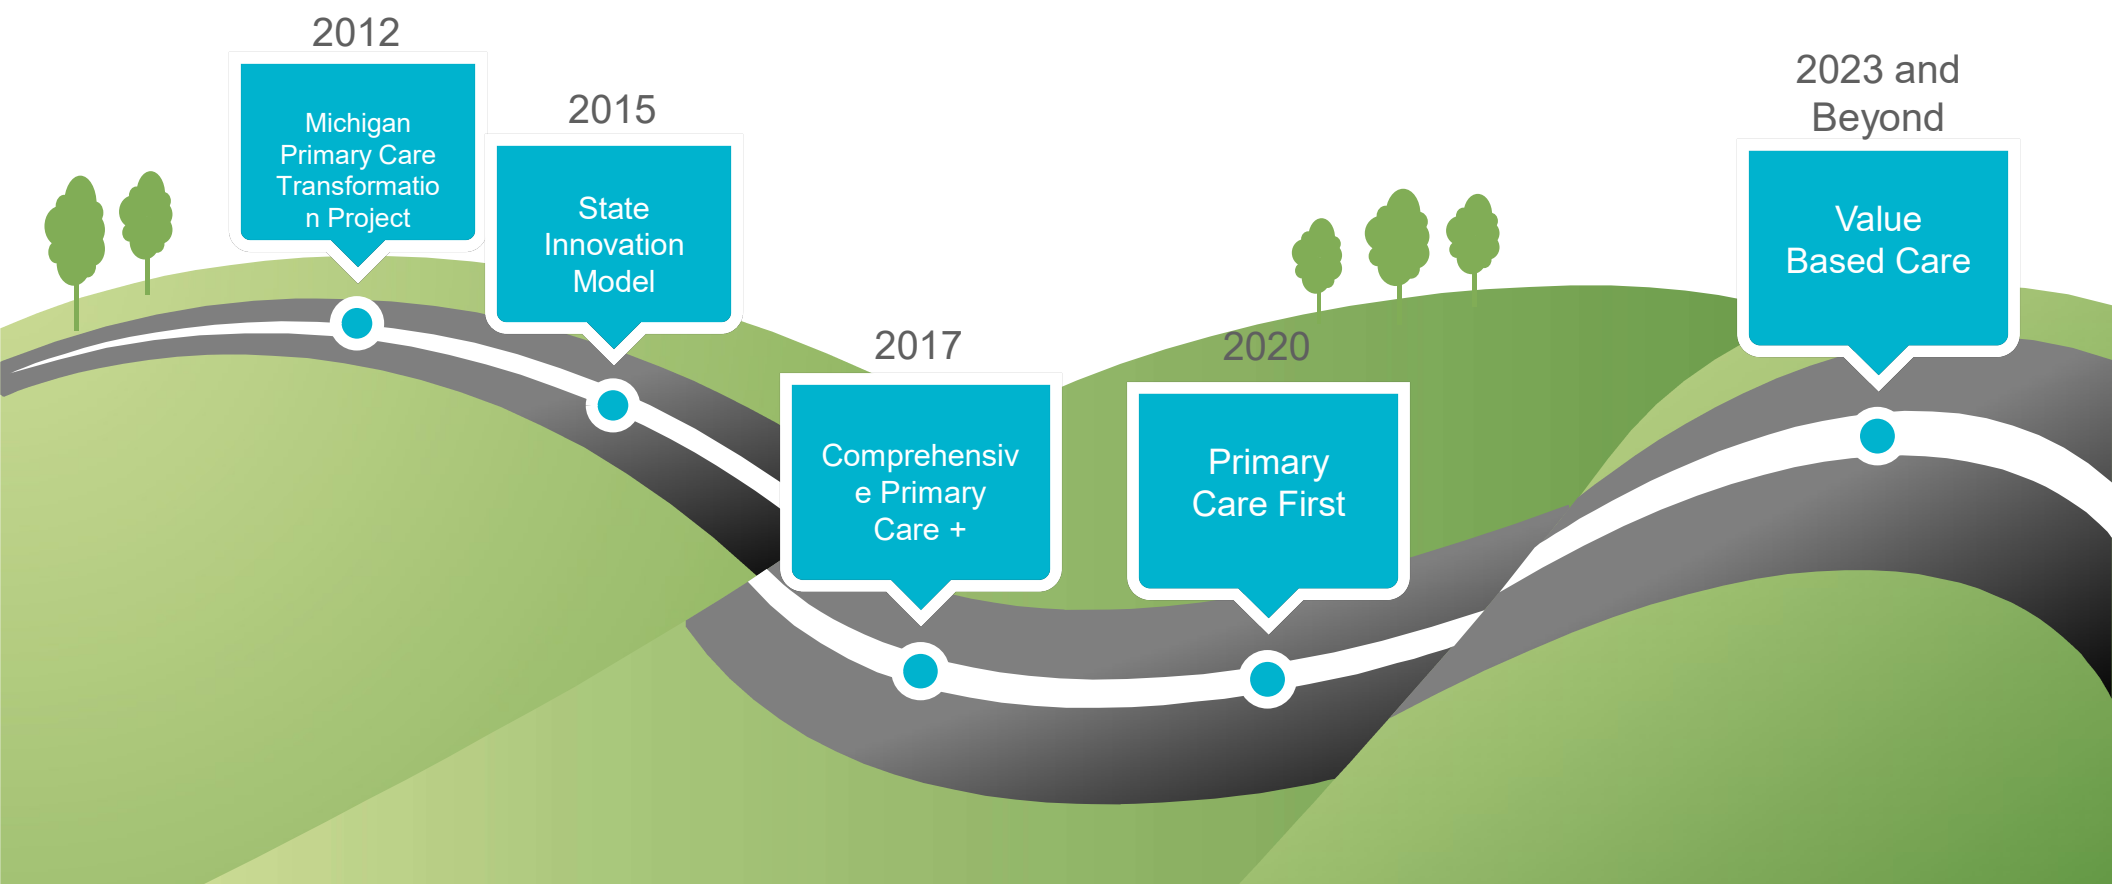 2012
Michigan
Primary Care
Transformatio
n Project
2015
State
Innovation
Model
2017
Comprehensiv
e Primary
Care +
2020
Primary
Care First
2023 and
Beyond
Value
Based Care